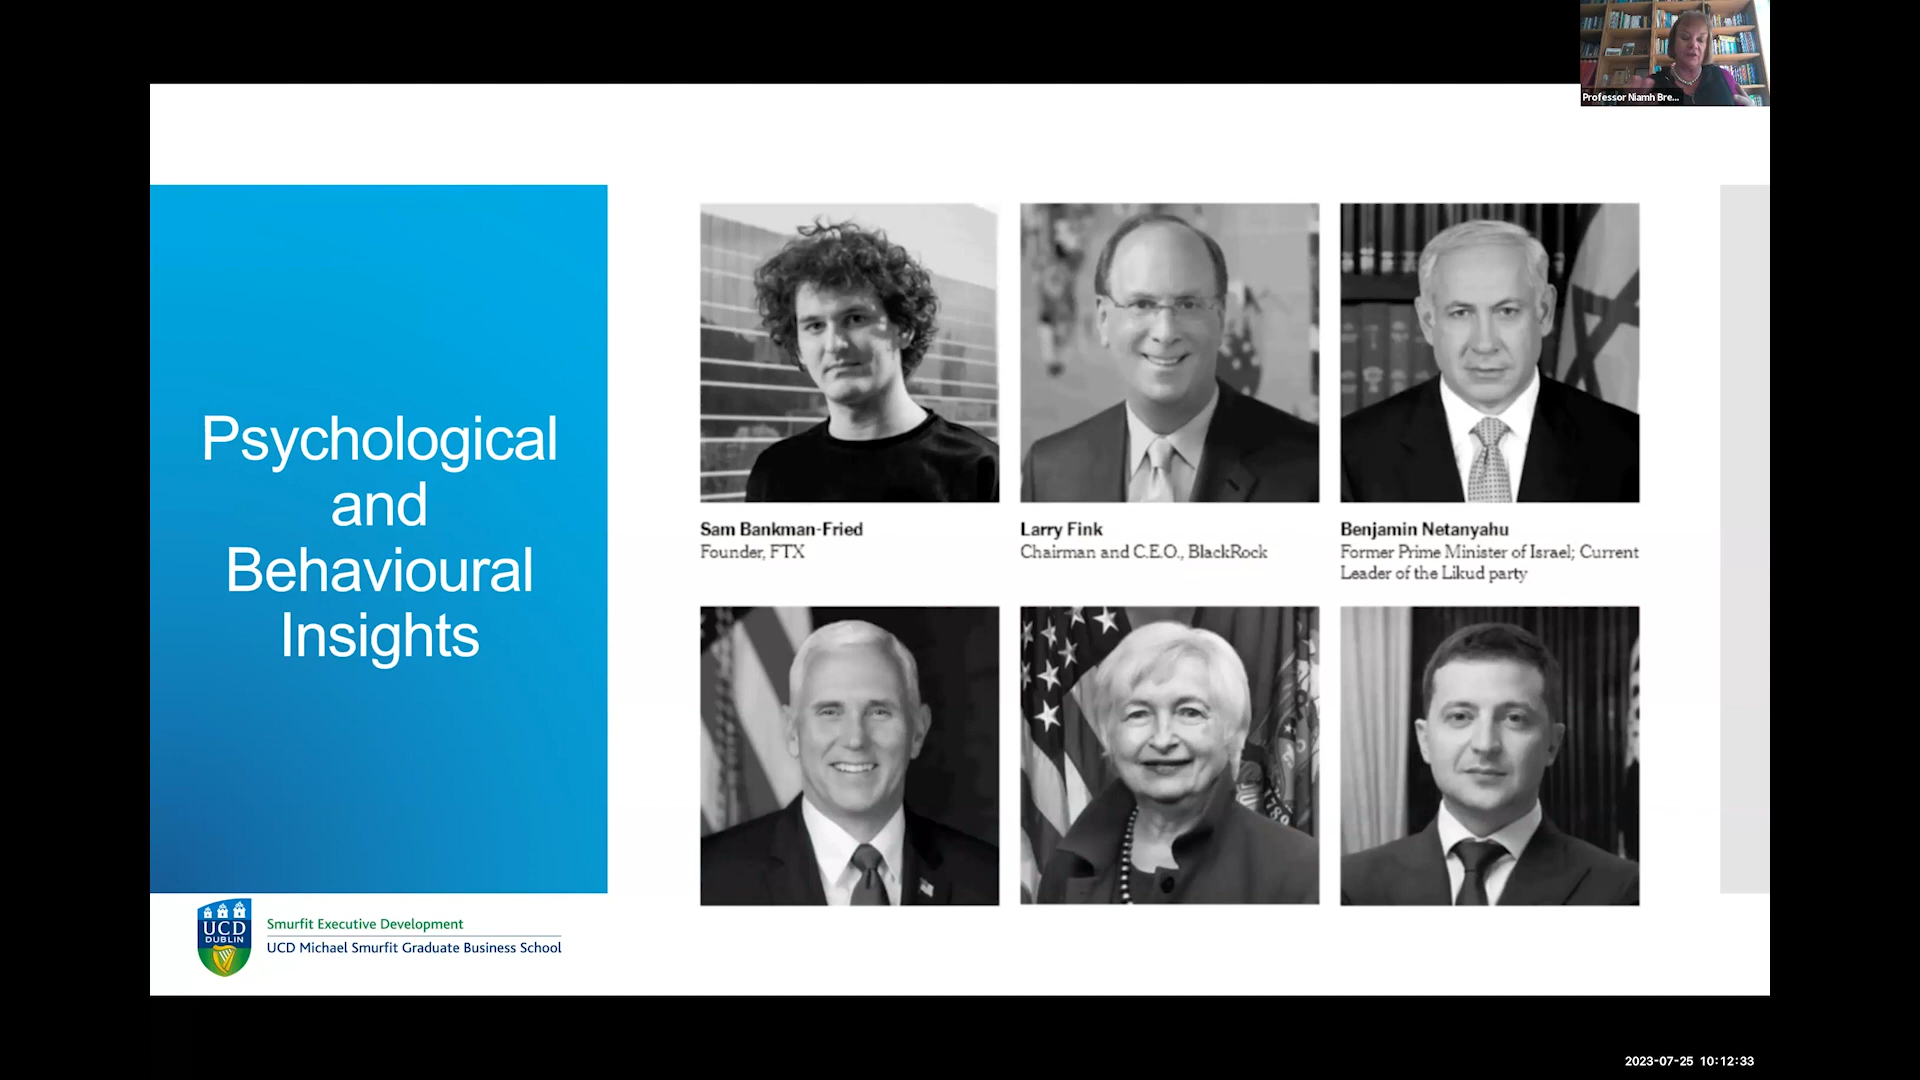 Professor Niamh Bre...
Psychological
and
Behavioural
Insights
Sam Bankman-Fried
Founder, FTX
Larry Fink
Chairman and C.E.O., BlackRock
Benjamin Netanyahu
Former Prime Minister of Israel; Current
Leader of the Likud party
UCD
DUBLIN
Smurfit Executive Development
UCD Michael Smurfit Graduate Business School
2023-07-25 10:12:33